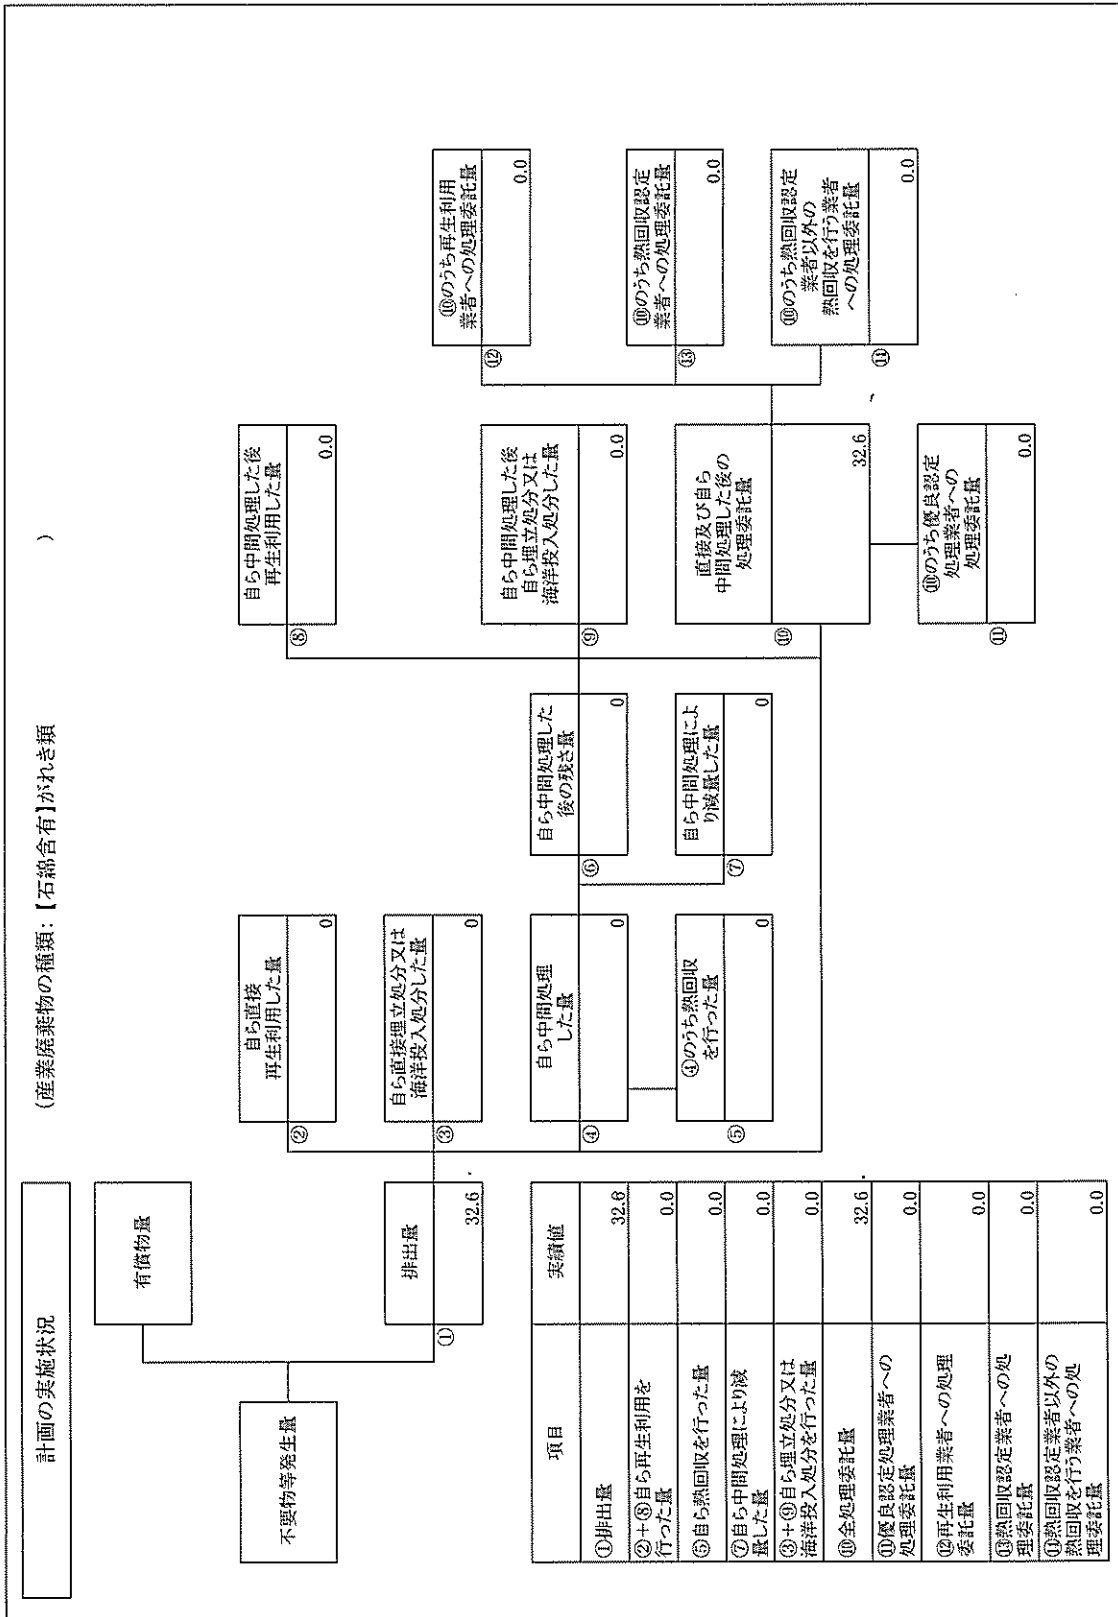 計画の実施状況
(産業廃棄物の種類：【石綿含有】がれき類
)
不要物等発生量
有償物量
①
排出量
32.6
②
自ら直接
再生利用した量
0
③
自ら直接埋立処分又は
海洋投入処分した量
0
④
自ら中間処理
した量
0
⑤
④のうち熱回収
を行った量
0
⑥
自ら中間処理した
後の残さ量
0
⑦
自ら中間処理によ
り減量した量
0
⑧
自ら中間処理した後
再生利用した量
0.0
⑨
自ら中間処理した後
自ら埋立処分又は
海洋投入処分した量
0.0
⑩
直接及び自ら
中間処理した後の
処理委託量
32.6
⑪
⑩のうち優良認定
処理業者への
処理委託量
0.0
⑫
⑩のうち再生利用
業者への処理委託量
0.0
⑬
⑩のうち熱回収認定
業者への処理委託量
0.0
⑭
⑩のうち熱回収認定
業者以外の
熱回収を行う業者
への処理委託量
0.0
項目
実績値
①排出量
32.6
②+⑧自ら再生利用を
行った量
0.0
⑤自ら熱回収を行った量
0.0
⑦自ら中間処理により減
量した量
0.0
③+⑨自ら埋立処分又は
海洋投入処分を行った量
0.0
⑩全処理委託量
32.6
⑪優良認定処理業者への
処理委託量
0.0
⑫再生利用業者への処理
委託量
0.0
⑬熱回収認定業者への処
理委託量
0.0
⑭熱回収認定業者以外の
熱回収を行う業者への処
理委託量
0.0